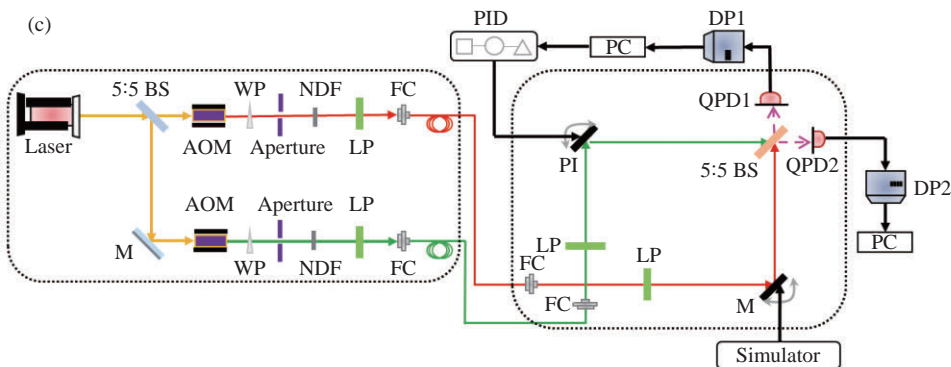 (c)
PID
PC
DP1
5:5 BS
WP
NDF
QPD1
Laser
AOM
Aperture
LP
FC
PI
5:5 BS
QPD2
DP2
PC
AOM
Aperture
LP
M
WP
NDF
FC
LP
FC
LP
FC
M
Simulator